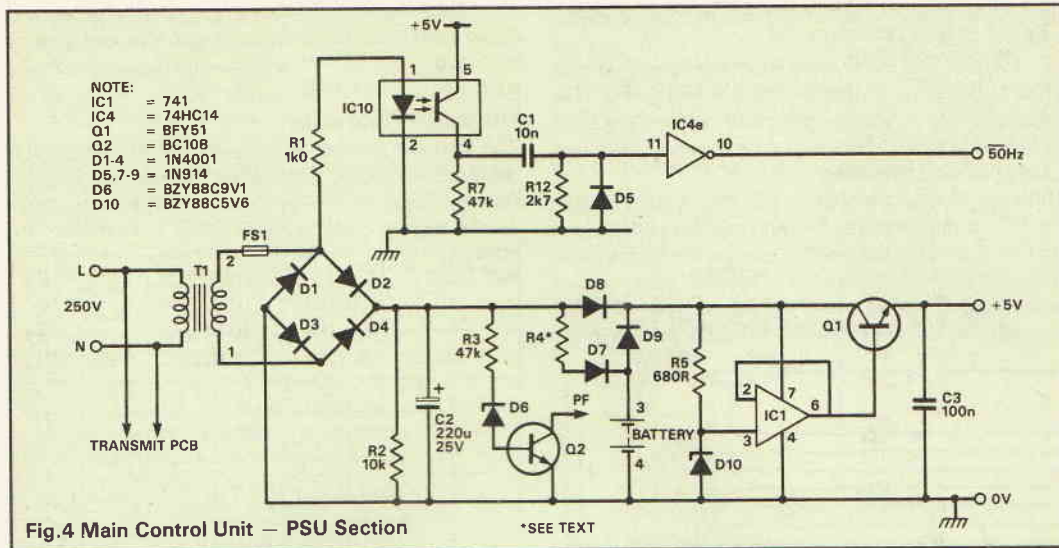 +5V
NOTE:
IC1 = 741
IC4 = 74HC14
Q1 = BFY51
Q2 = BC108
D1-4 = 1N4001
D5,7-9 = 1N914
D6 = BZY88C9V1
D10 = BZY88C5V6
1
5
IC10
2
4
R1
1k0
C1
10n
IC4e
11
10
50Hz
R7
47k
R12
2k7
D5
FS1
2
T1
L
250V
N
1
D1
D2
D3
D4
TRANSMIT PCB
R2
10k
+
C2
220u
25V
R3
47k
D6
PF
Q2
D8
R4*
D7
D9
3
BATTERY
4
R5
680R
D10
2
3
7
IC1
6
4
Q1
+5V
C3
100n
0V
Fig.4 Main Control Unit — PSU Section
*SEE TEXT